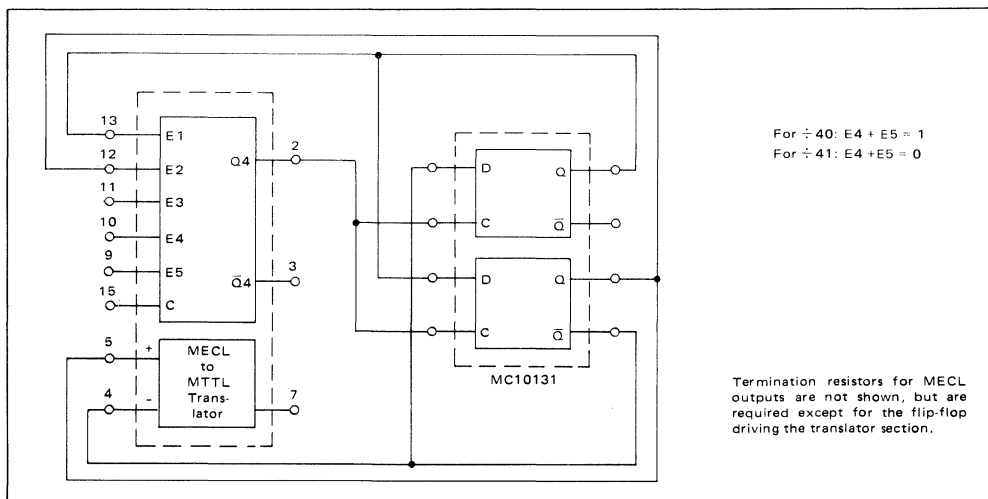 13
E1
12
E2
11
E3
10
E4
9
E5
15
C
Q4
2
Q̅4
3
5
+
4
-
MECL
to
MTTL
Trans-
lator
7
D
Q
C
Q̅
D
Q
C
Q̅
MC10131
For ÷ 40: E4 + E5 = 1
For ÷ 41: E4 +E5 = 0
Termination resistors for MECL
outputs are not shown, but are
required except for the flip-flop
driving the translator section.